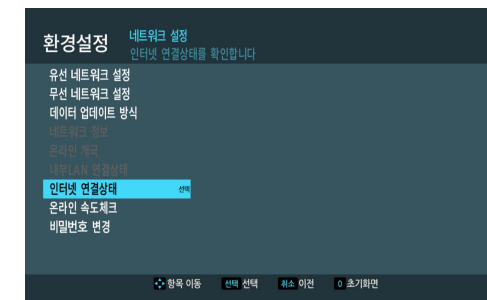 환경설정
네트워크 설정
인터넷 연결상태를 확인합니다
유선 네트워크 설정
무선 네트워크 설정
데이터 업데이트 방식
네트워크 정보
온라인 개국
내부LAN 연결상태
인터넷 연결상태 선택
온라인 속도체크
비밀번호 변경
항목 이동 선택 선택 취소 이전 0 초기화면